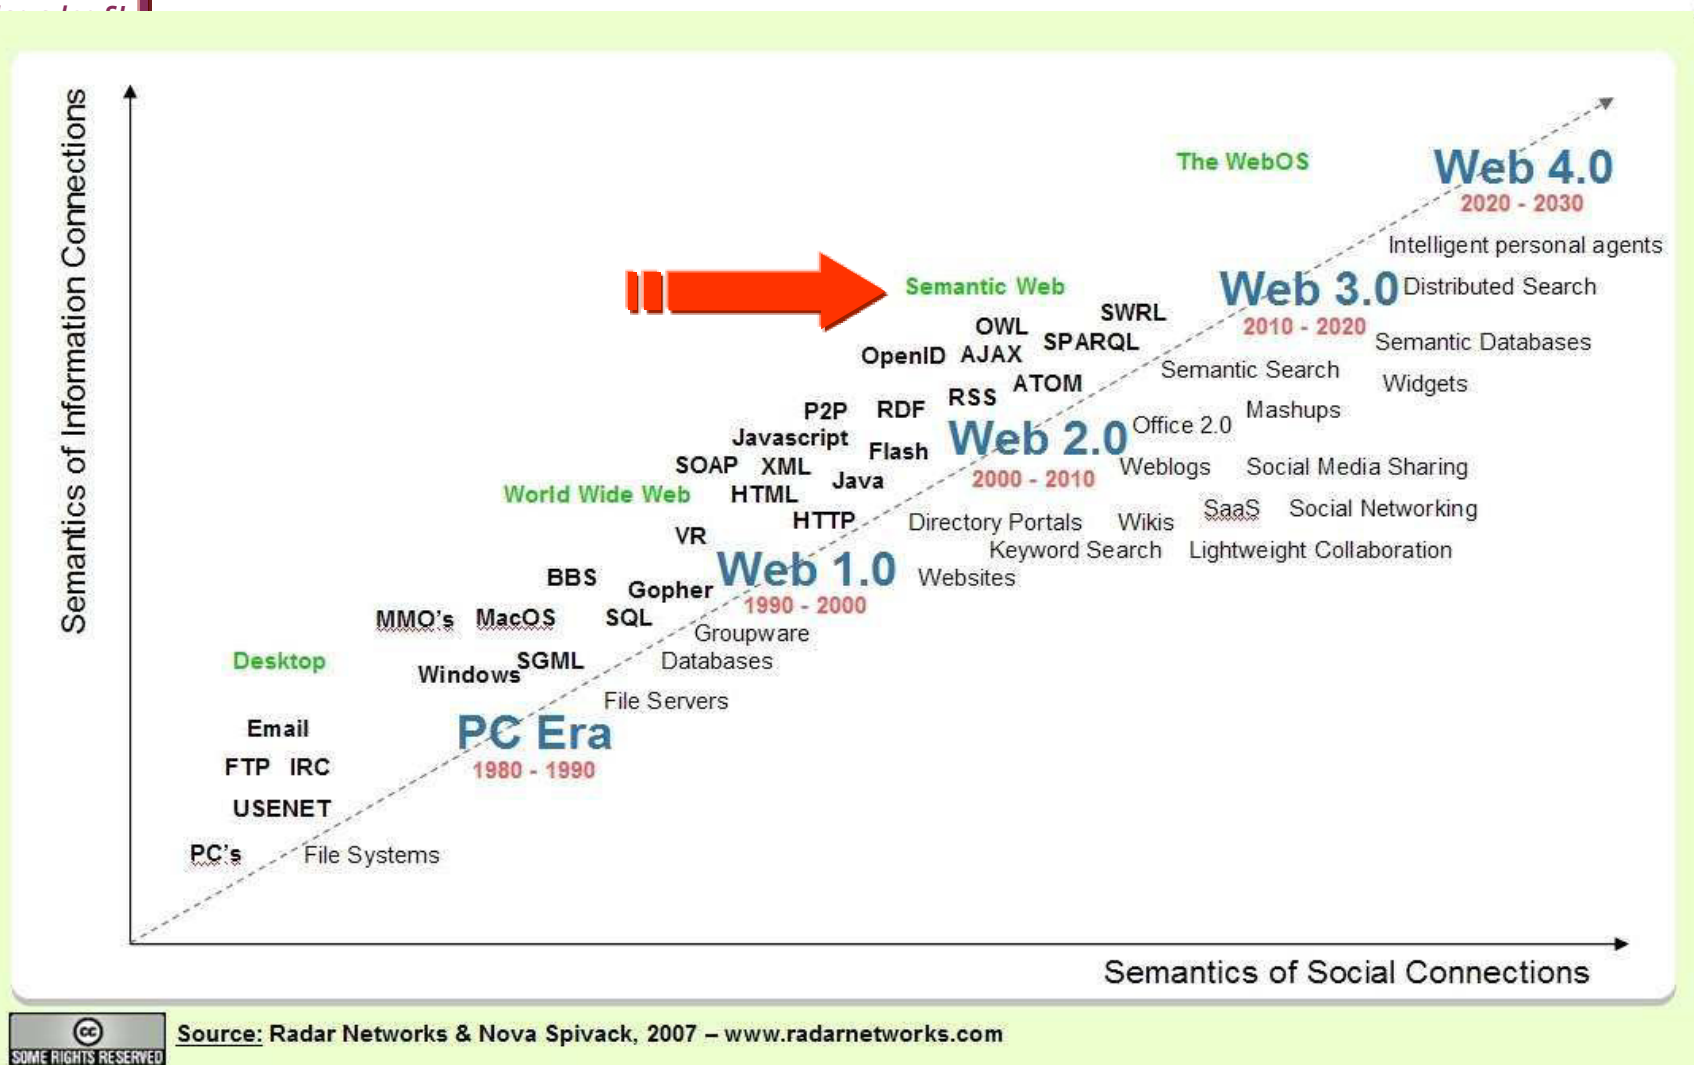 Semantics of Information Connections
The WebOS
Web 4.0
2020 - 2030
Intelligent personal agents
Semantic Web
Web 3.0
Distributed Search
2010 - 2020
SWRL
OWL
SPARQL
Semantic Databases
OpenID
AJAX
Semantic Search
Widgets
ATOM
RSS
P2P
RDF
Mashups
Office 2.0
Javascript
Flash
Web 2.0
SOAP
XML
Weblogs
Social Media Sharing
Java
2000 - 2010
World Wide Web
HTML
SaaS
Social Networking
HTTP
Directory Portals
Wikis
VR
Keyword Search
Lightweight Collaboration
BBS
Gopher
Web 1.0
Websites
1990 - 2000
MMO's
MacOS
SQL
Groupware
Desktop
SGML
Databases
Windows
File Servers
Email
PC Era
FTP
IRC
1980 - 1990
USENET
PC's
File Systems
Semantics of Social Connections
cc
SOME RIGHTS RESERVED
Source: Radar Networks & Nova Spivack, 2007 – www.radarnetworks.com